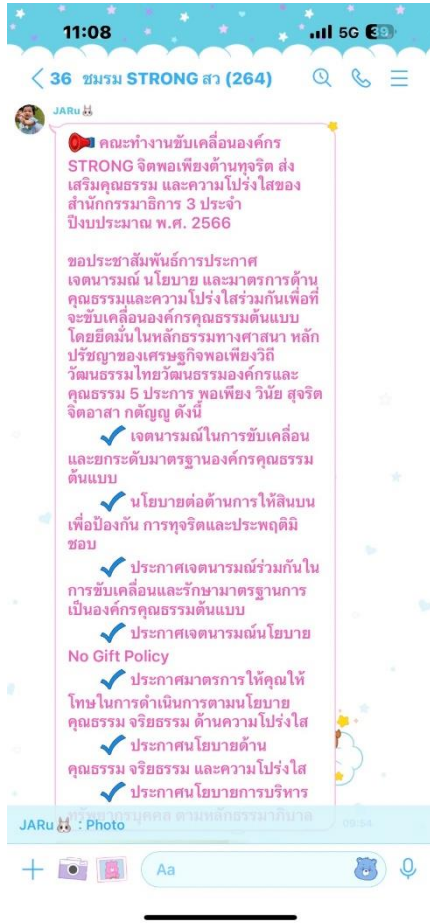 11:08
5G 39
36 ชมรม STRONG สว (264)
JARu
คณะทำงานขับเคลื่อนองค์กร
STRONG จิตพอเพียงต้านทุจริต ส่ง
เสริมคุณธรรม และความโปร่งใสของ
สำนักกรรมาธิการ 3 ประจำ
ปีงบประมาณ พ.ศ. 2566
ขอประชาสัมพันธ์การประกาศ
เจตนารมณ์ นโยบาย และมาตรการด้าน
คุณธรรมและความโปร่งใสร่วมกันเพื่อที่
จะขับเคลื่อนองค์กรคุณธรรมต้นแบบ
โดยยึดมั่นในหลักธรรมทางศาสนา หลัก
ปรัชญาของเศรษฐกิจพอเพียงวิถี
วัฒนธรรมไทยวัฒนธรรมองค์กรและ
คุณธรรม 5 ประการ พอเพียง วินัย สุจริต
จิตอาสา กตัญญู ดังนี้
✓ เจตนารมณ์ในการขับเคลื่อน
และยกระดับมาตรฐานองค์กรคุณธรรม
ต้นแบบ
✓ นโยบายต่อต้านการให้สินบน
เพื่อป้องกัน การทุจริตและประพฤติมิ
ชอบ
✓ ประกาศเจตนารมณ์ร่วมกันใน
การขับเคลื่อนและรักษามาตรฐานการ
เป็นองค์กรคุณธรรมต้นแบบ
✓ ประกาศเจตนารมณ์นโยบาย
No Gift Policy
✓ ประกาศมาตรการให้คุณให้
โทษในการดำเนินการตามนโยบาย
คุณธรรม จริยธรรม ด้านความโปร่งใส
✓ ประกาศนโยบายด้าน
คุณธรรม จริยธรรม และความโปร่งใส
✓ ประกาศนโยบายการบริหาร
ทรัพยากรบุคคล ตามหลักธรรมาภิบาล
JARu : Photo
Aa